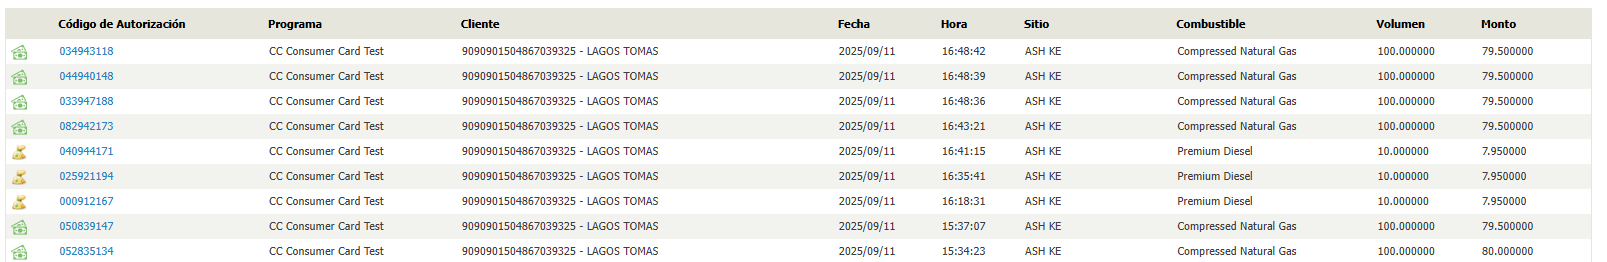 Código de Autorización Programa Cliente Fecha Hora Sitio Combustible Volumen Monto
034943118 CC Consumer Card Test 9090901504867039325 - LAGOS TOMAS 2025/09/11 16:48:42 ASH KE Compressed Natural Gas 100.000000 79.500000
044940148 CC Consumer Card Test 9090901504867039325 - LAGOS TOMAS 2025/09/11 16:48:39 ASH KE Compressed Natural Gas 100.000000 79.500000
033947188 CC Consumer Card Test 9090901504867039325 - LAGOS TOMAS 2025/09/11 16:48:36 ASH KE Compressed Natural Gas 100.000000 79.500000
082942173 CC Consumer Card Test 9090901504867039325 - LAGOS TOMAS 2025/09/11 16:43:21 ASH KE Compressed Natural Gas 100.000000 79.500000
040944171 CC Consumer Card Test 9090901504867039325 - LAGOS TOMAS 2025/09/11 16:41:15 ASH KE Premium Diesel 10.000000 7.950000
025921194 CC Consumer Card Test 9090901504867039325 - LAGOS TOMAS 2025/09/11 16:35:41 ASH KE Premium Diesel 10.000000 7.950000
000912167 CC Consumer Card Test 9090901504867039325 - LAGOS TOMAS 2025/09/11 16:18:31 ASH KE Premium Diesel 10.000000 7.950000
050839147 CC Consumer Card Test 9090901504867039325 - LAGOS TOMAS 2025/09/11 15:37:07 ASH KE Compressed Natural Gas 100.000000 79.500000
052835134 CC Consumer Card Test 9090901504867039325 - LAGOS TOMAS 2025/09/11 15:34:23 ASH KE Compressed Natural Gas 100.000000 80.000000